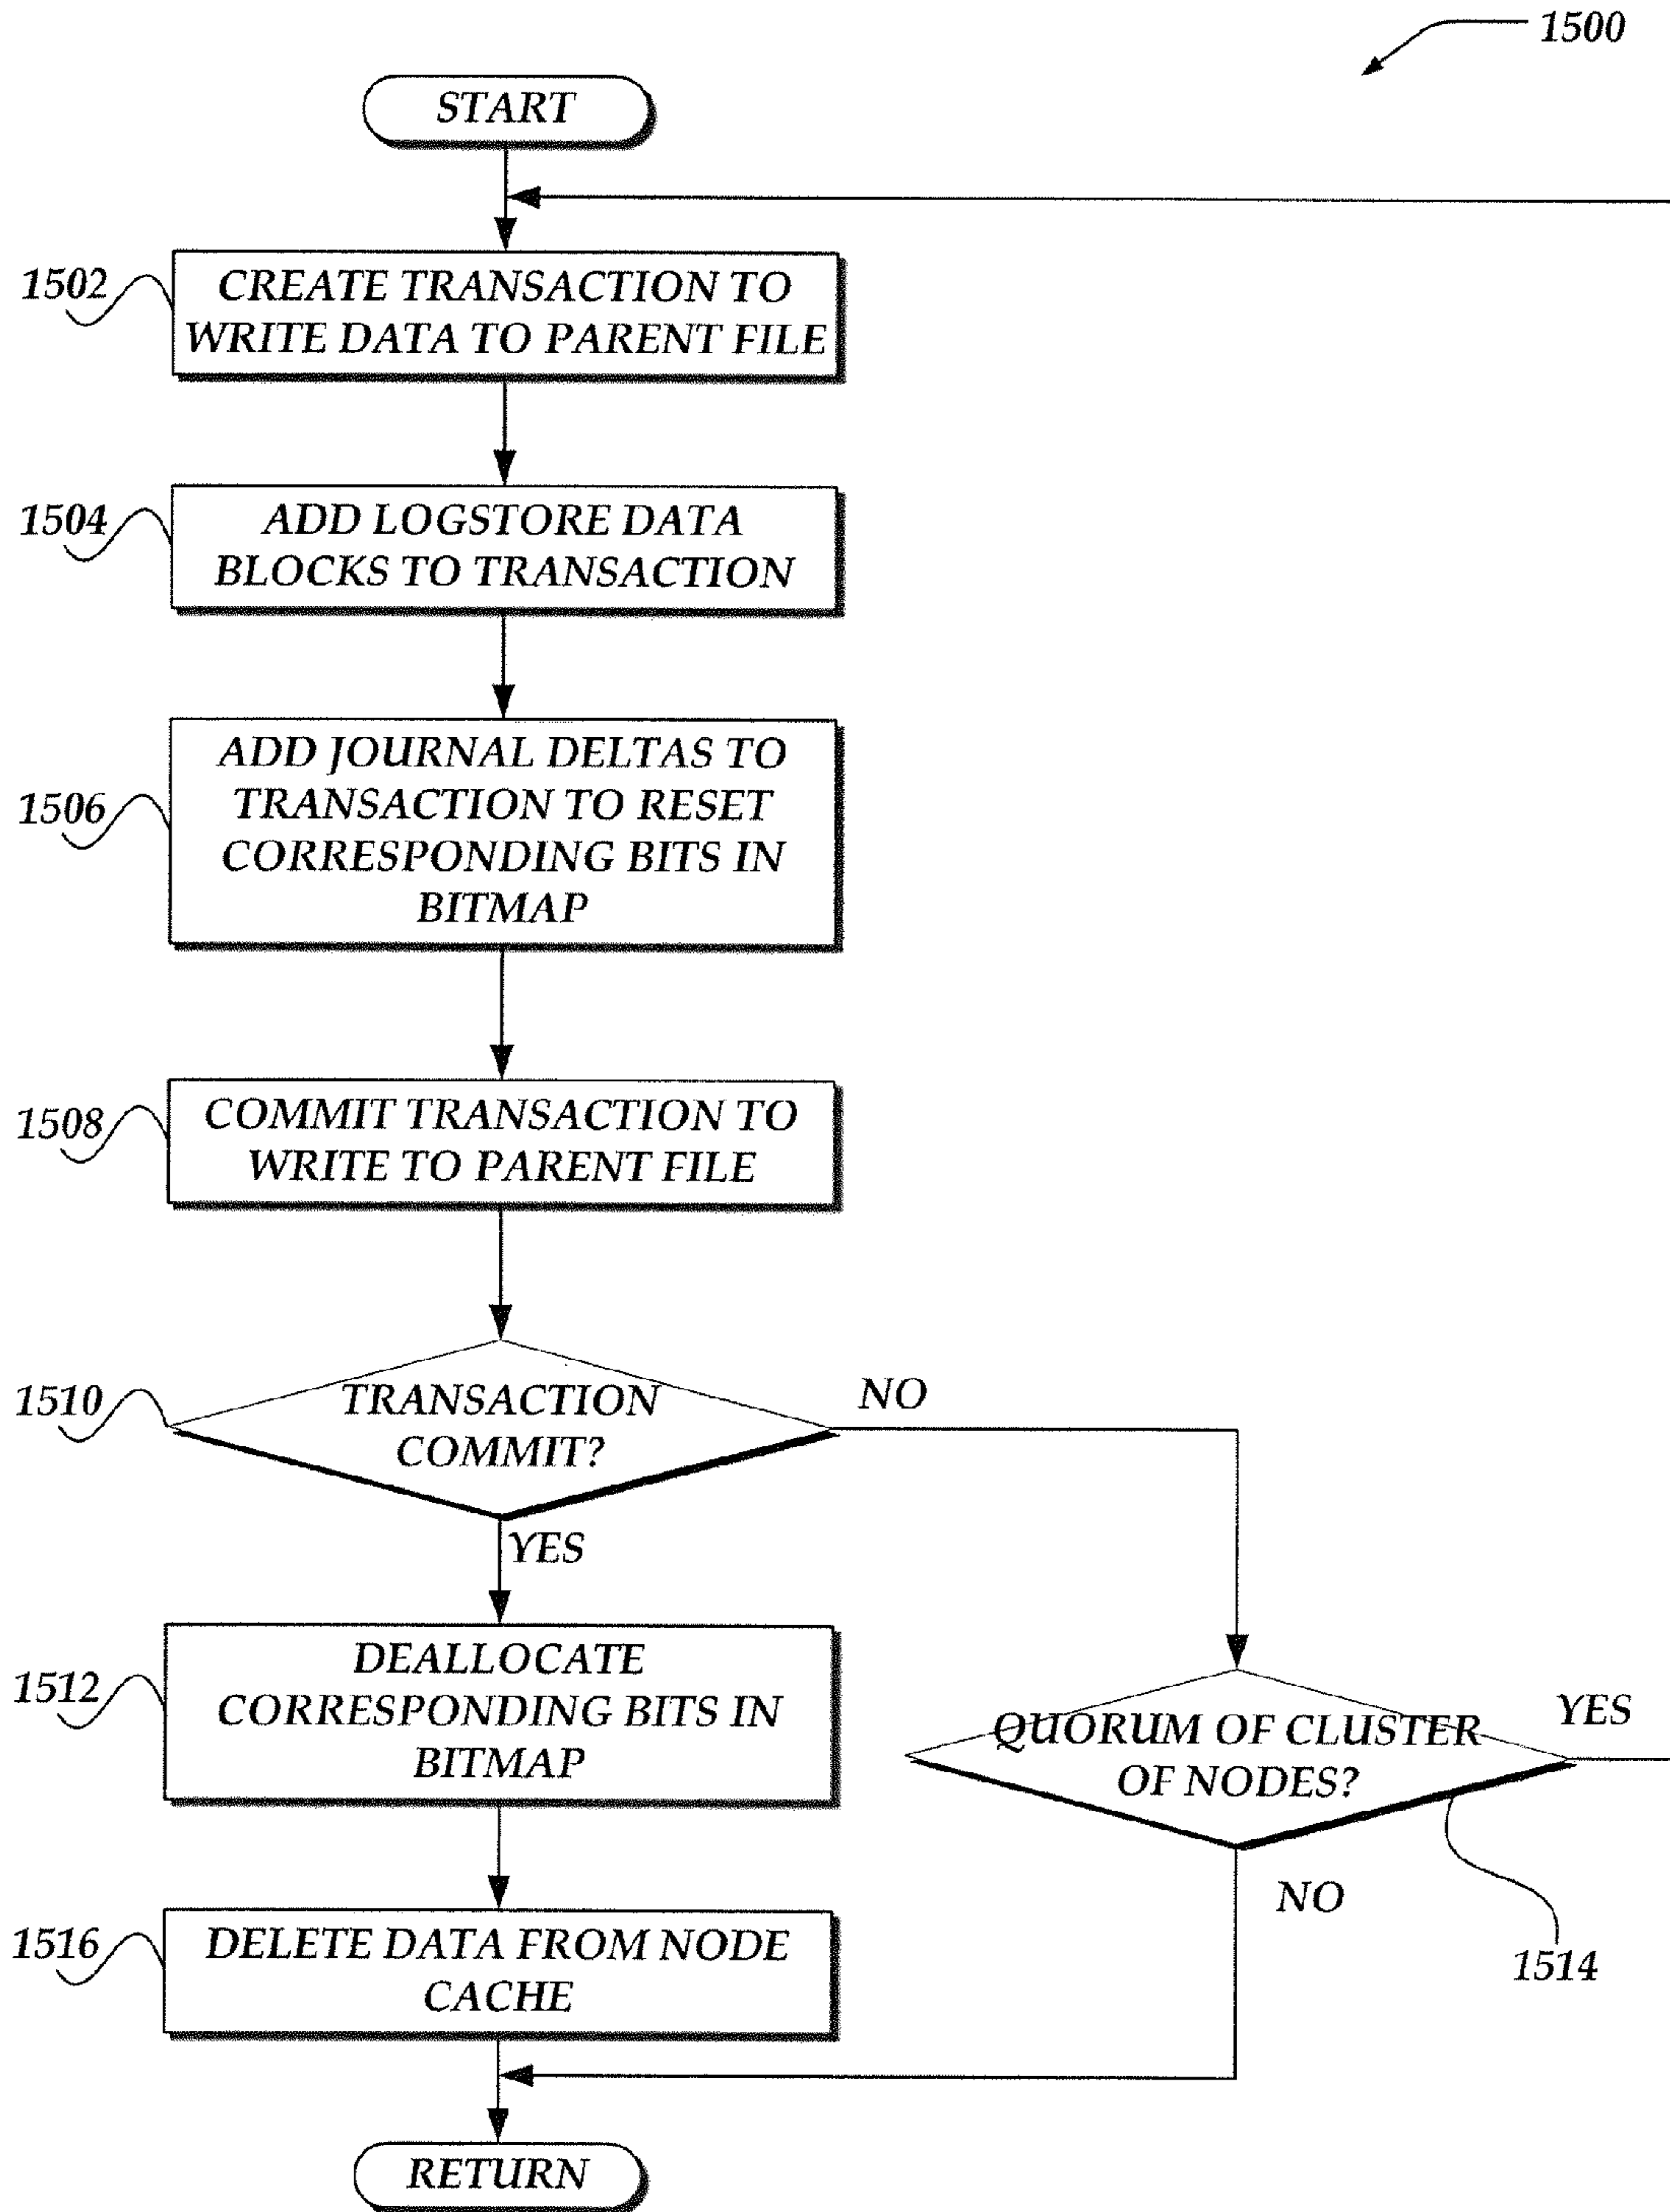 1500
START
1502
CREATE TRANSACTION TO
WRITE DATA TO PARENT FILE
1504
ADD LOGSTORE DATA
BLOCKS TO TRANSACTION
1506
ADD JOURNAL DELTAS TO
TRANSACTION TO RESET
CORRESPONDING BITS IN
BITMAP
1508
COMMIT TRANSACTION TO
WRITE TO PARENT FILE
1510
TRANSACTION
COMMIT?
NO
YES
1512
DEALLOCATE
CORRESPONDING BITS IN
BITMAP
QUORUM OF CLUSTER
OF NODES?
YES
NO
1514
1516
DELETE DATA FROM NODE
CACHE
RETURN